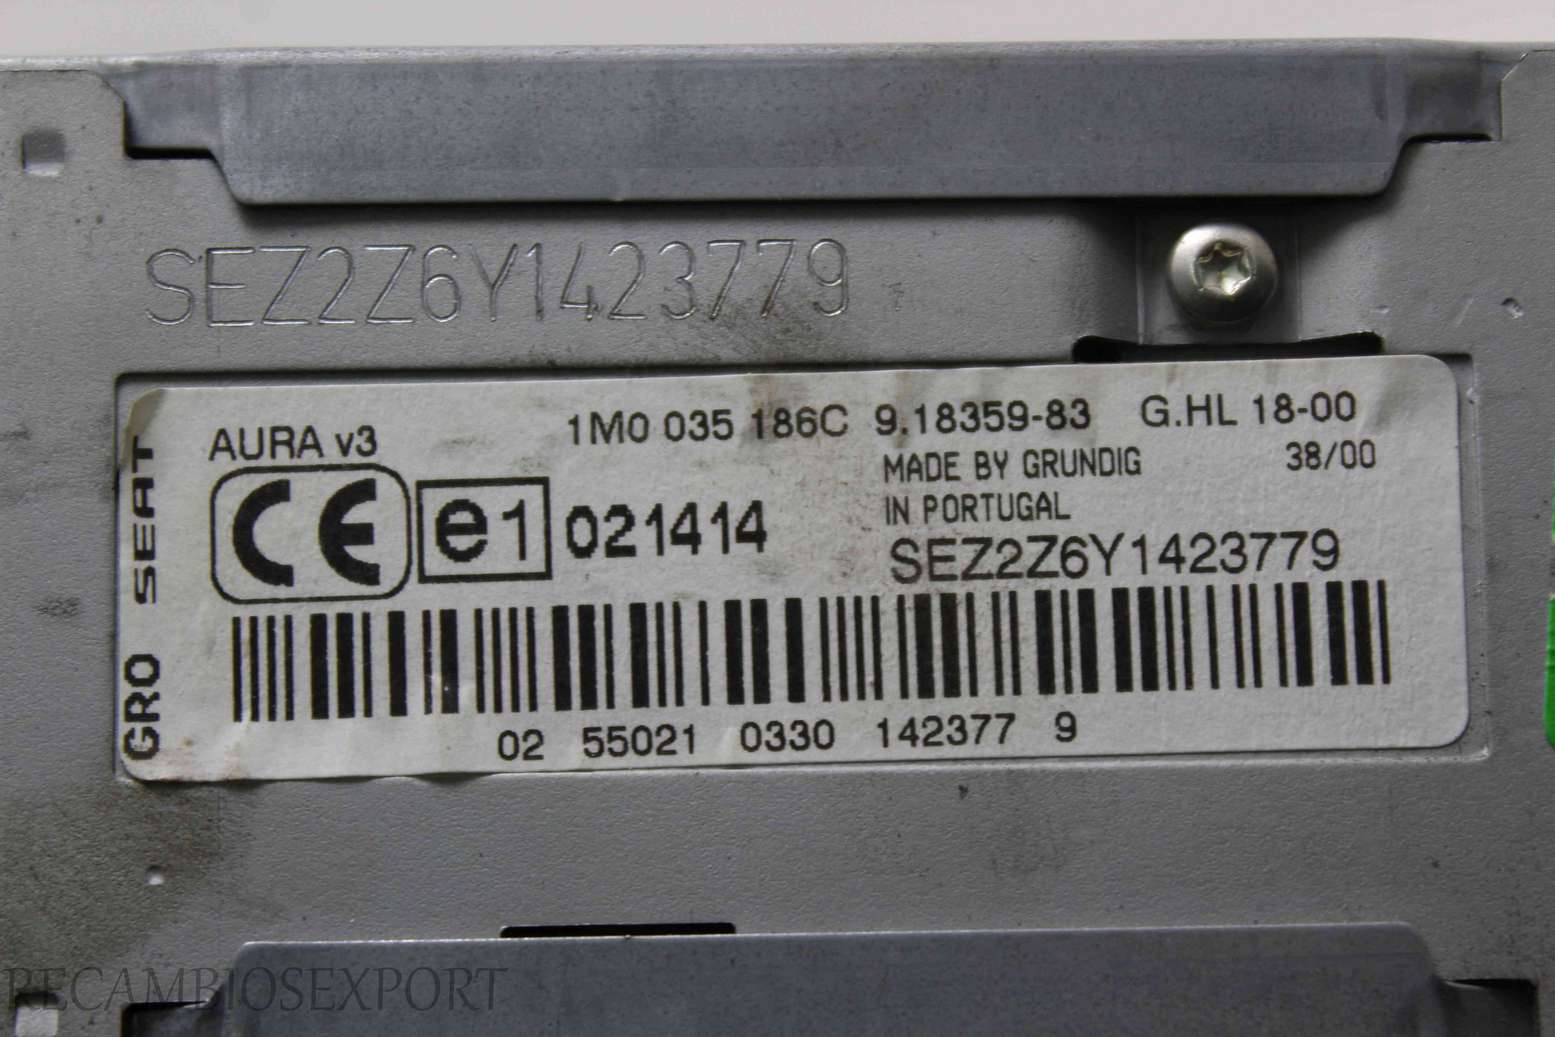 SEZ2Z6Y1423779
GRO SEAT
AURA v3
1M0 035 186C 9.18359-83 G.HL 18-00
MADE BY GRUNDIG 38/00
IN PORTUGAL
CE e1 021414
SEZ2Z6Y1423779
02 55021 0330 142377 9
RECAMBIOSEXPORT